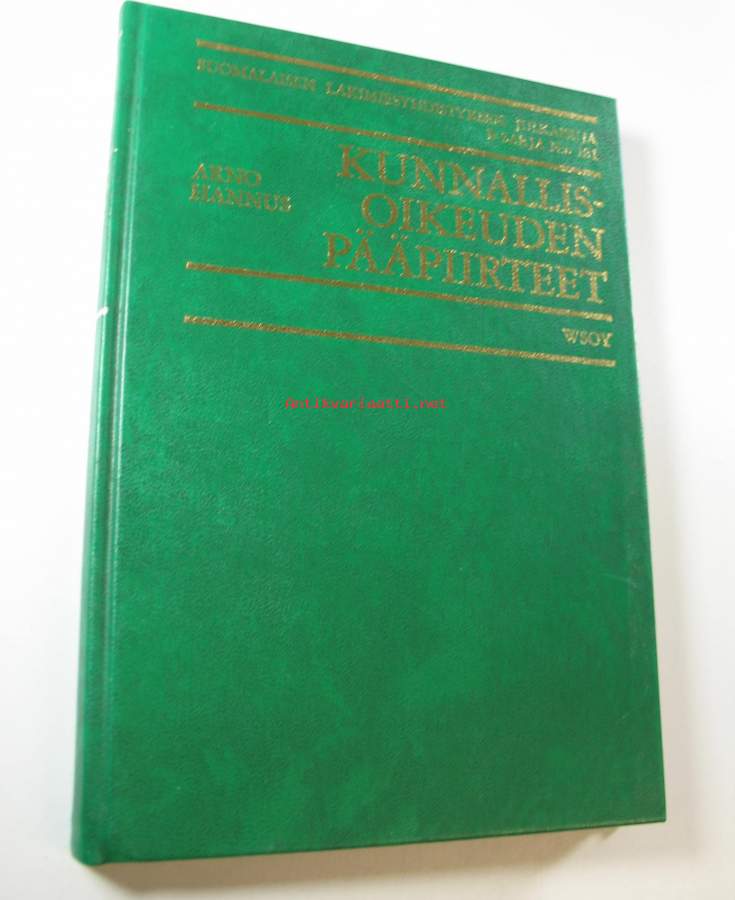 SUOMALAISEN LAKIMIESYHDISTYKSEN JULKAISUJA
B-SARJA N:o 181
ARNO
HANNUS
KUNNALLIS-
OIKEUDEN
PÄÄPIIRTEET
WSOY
Antikvariaatti.net